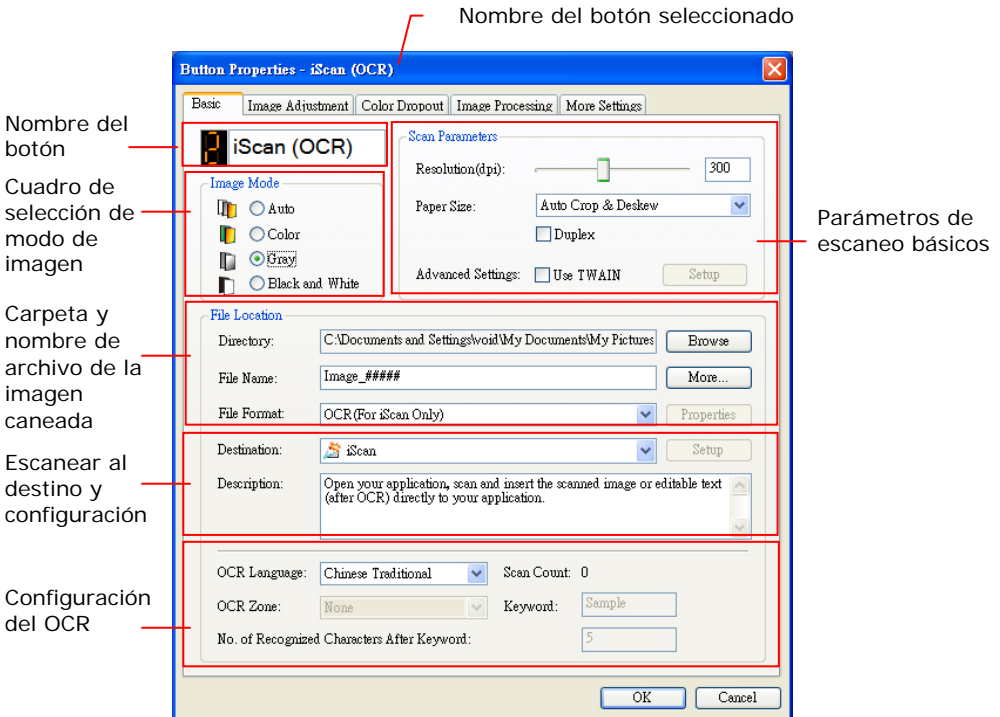 Nombre del botón seleccionado
Button Properties - iScan (OCR)
Basic
Image Adjustment
Color Dropout
Image Processing
More Settings
Nombre del
botón
2
iScan (OCR)
Cuadro de
selección de
modo de
imagen
Image Mode
Auto
Color
Gray
Black and White
Scan Parameters
Resolution(dpi):
300
Paper Size:
Auto Crop & Deskew
Duplex
Advanced Settings:
Use TWAIN
Setup
Parámetros de
escaneo básicos
Carpeta y
nombre de
archivo de la
imagen
caneada
File Location
Directory:
C:\Documents and Settings\void\My Documents\My Pictures
Browse
File Name:
Image_#####
More...
File Format:
OCR(For iScan Only)
Properties
Escanear al
destino y
configuración
Destination:
iScan
Setup
Description:
Open your application, scan and insert the scanned image or editable text
(after OCR) directly to your application.
Configuración
del OCR
OCR Language:
Chinese Traditional
Scan Count: 0
OCR Zone:
None
Keyword:
Sample
No. of Recognized Characters After Keyword:
5
OK
Cancel